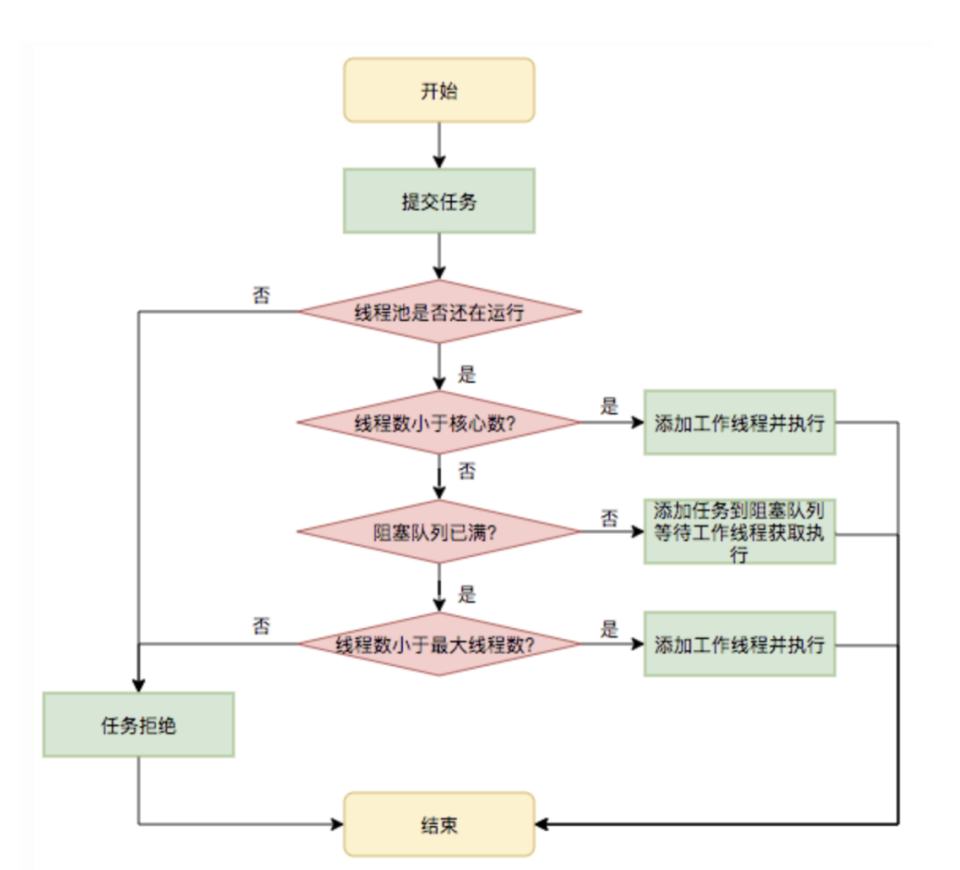 开始
提交任务
否
线程池是否还在运行
是
线程数小于核心数?
是
添加工作线程并执行
否
阻塞队列已满?
否
添加任务到阻塞队列
等待工作线程获取执
行
是
否
线程数小于最大线程数?
是
添加工作线程并执行
任务拒绝
结束